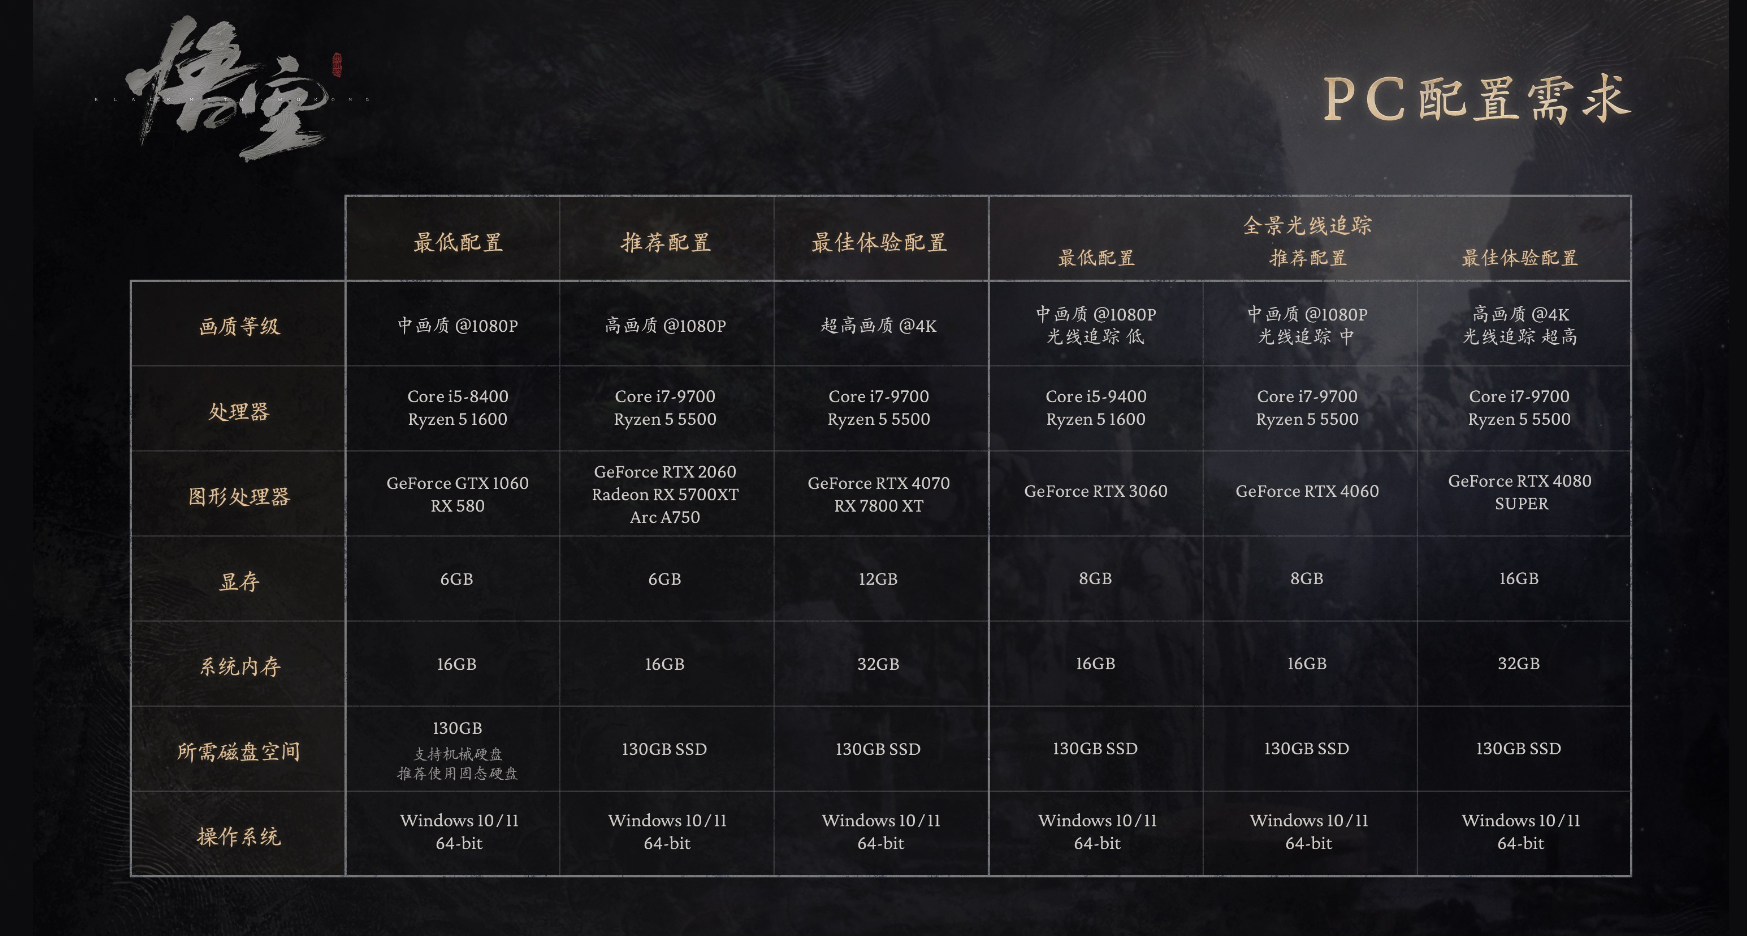 悟空
PC配置需求
全景光线追踪
最低配置 推荐配置 最佳体验配置 最低配置 推荐配置 最佳体验配置
画质等级 中画质 @1080P 高画质 @1080P 超高画质 @4K 中画质 @1080P 中画质 @1080P 高画质 @4K
光线追踪 低 光线追踪 中 光线追踪 超高
处理器 Core i5-8400 Core i7-9700 Core i7-9700 Core i5-9400 Core i7-9700 Core i7-9700
Ryzen 5 1600 Ryzen 5 5500 Ryzen 5 5500 Ryzen 5 1600 Ryzen 5 5500 Ryzen 5 5500
图形处理器 GeForce GTX 1060 GeForce RTX 2060 GeForce RTX 4070 GeForce RTX 3060 GeForce RTX 4060 GeForce RTX 4080
RX 580 Radeon RX 5700XT RX 7800 XT SUPER
Arc A750
显存 6GB 6GB 12GB 8GB 8GB 16GB
系统内存 16GB 16GB 32GB 16GB 16GB 32GB
所需磁盘空间 130GB 130GB SSD 130GB SSD 130GB SSD 130GB SSD 130GB SSD
支持机械硬盘
推荐使用固态硬盘
操作系统 Windows 10/11 Windows 10/11 Windows 10/11 Windows 10/11 Windows 10/11 Windows 10/11
64-bit 64-bit 64-bit 64-bit 64-bit 64-bit